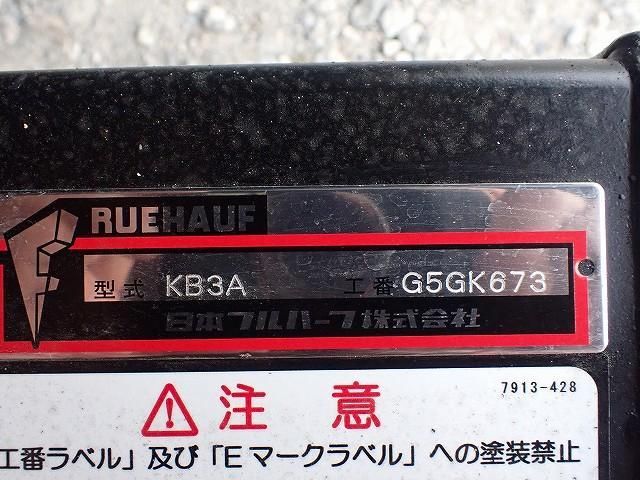 RUEHAUF
型式 KB3A 工番 G5GK673
日本フルハーフ株式会社
7913-428
⚠ 注意
工番ラベル」及び「Eマークラベル」への塗装禁止